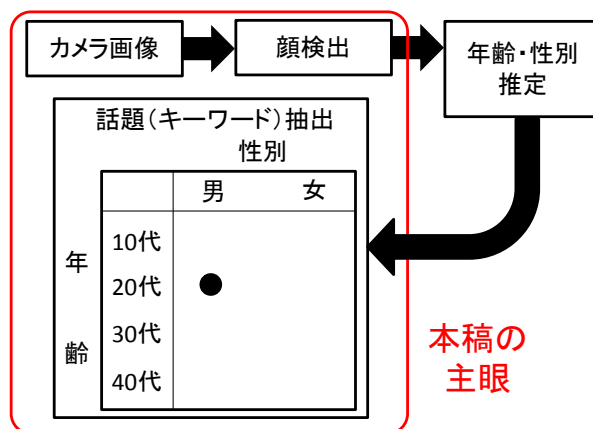 カメラ画像
顔検出
年齢・性別
推定
話題(キーワード)抽出
性別
男 女
年
齢
10代
20代
30代
40代
本稿の
主眼